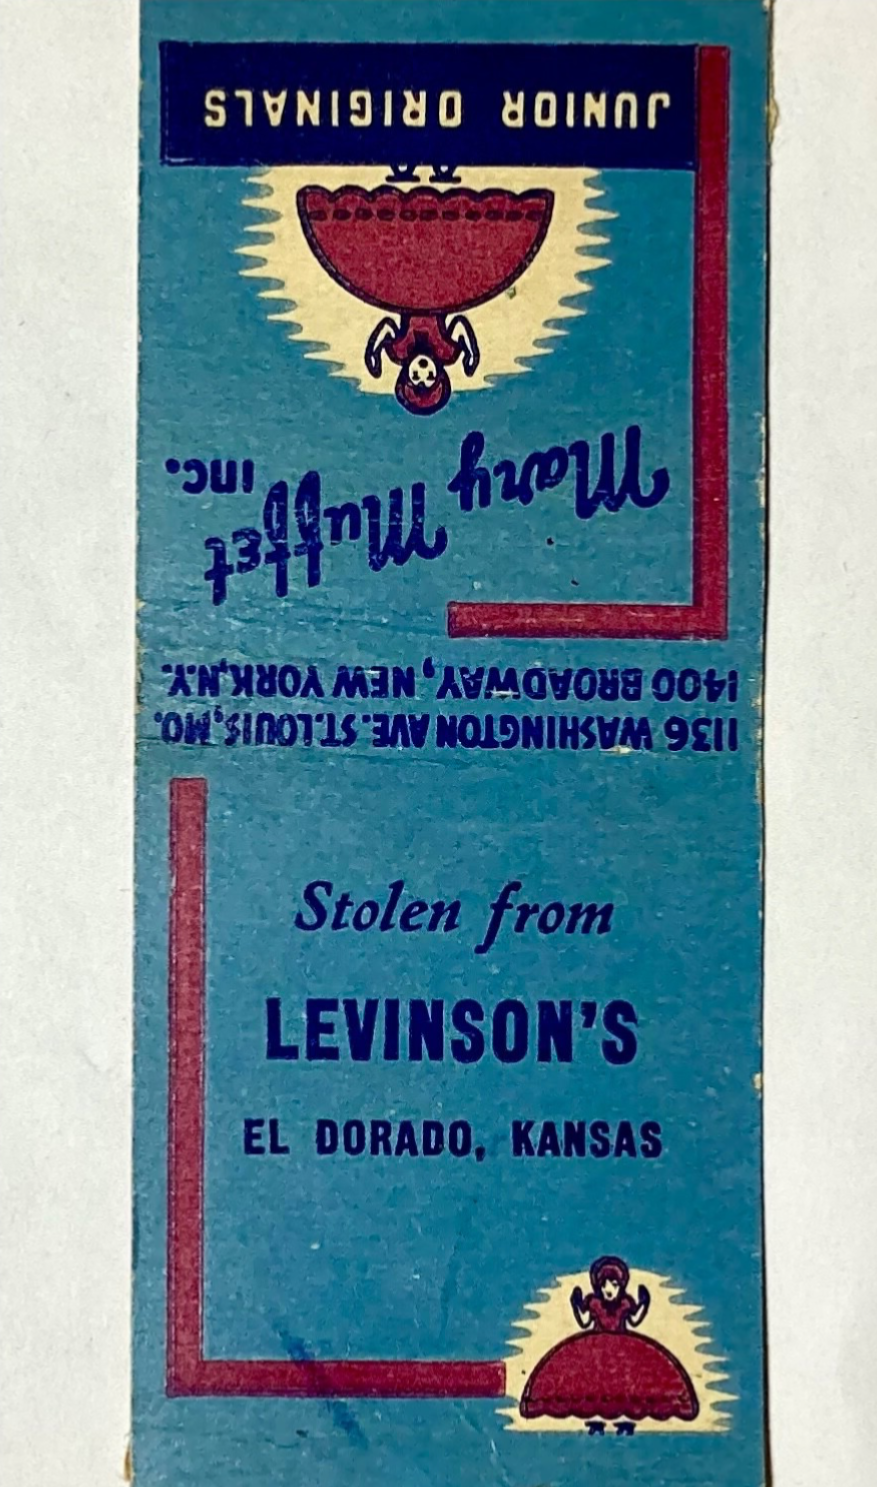 JUNIOR ORIGINALS
Mary Muffet
INC.
1400 BROADWAY, NEW YORK, N.Y.
1136 WASHINGTON AVE. ST. LOUIS, MO.
Stolen from
LEVINSON'S
EL DORADO, KANSAS